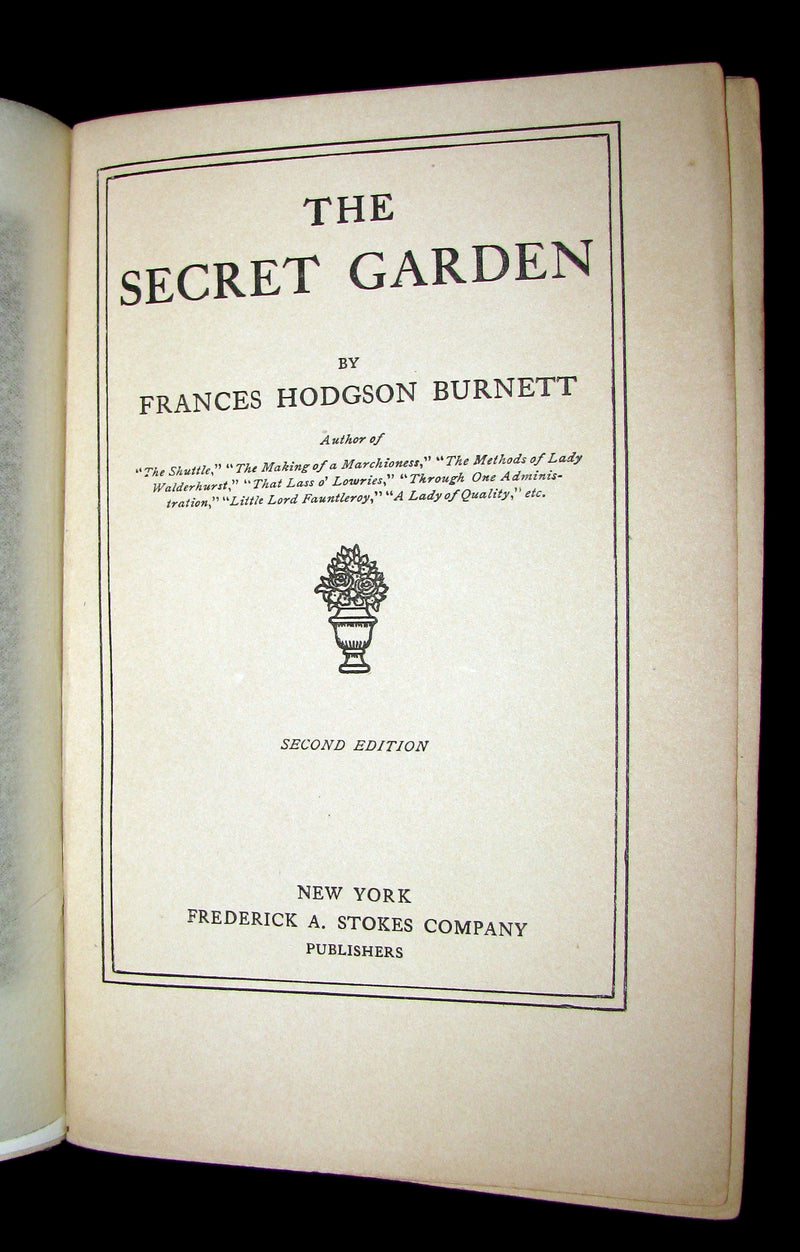 THE
SECRET GARDEN
BY
FRANCES HODGSON BURNETT
Author of
“The Shuttle,” “The Making of a Marchioness,” “The Methods of Lady
Walderhurst,” “That Lass o’ Lowries,” “Through One Adminis-
tration,” “Little Lord Fauntleroy,” “A Lady of Quality,” etc.
SECOND EDITION
NEW YORK
FREDERICK A. STOKES COMPANY
PUBLISHERS